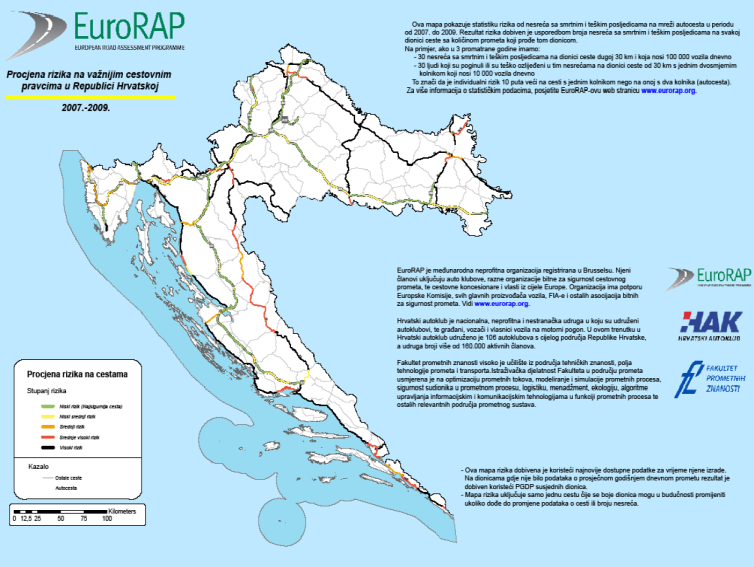 EuroRAP
EUROPEAN ROAD ASSESSMENT PROGRAMME
Procjena rizika na važnijim cestovnim
pravcima u Republici Hrvatskoj
2007.-2009.
Ova mapa pokazuje statistiku rizika od nesreća sa smrtnim i teškim posljedicama na mreži autocesta u periodu
od 2007. do 2009. Rezultat rizika dobiven je usporedbom broja nesreća sa smrtnim i teškim posljedicama na svakoj
dionici ceste sa količinom prometa koji prođe tom dionicom.
Na primjer, ako u 3 promatrane godine imamo:
- 30 nesreća sa smrtnim i teškim posljedicama na dionici ceste dugoj 30 km i koja nosi 100 000 vozila dnevno
- 30 ljudi koji su poginuli ili su teško ozlijeđeni u tim nesrećama na dionici ceste od 30 km s jednim dvosmjernim
kolnikom koji nosi 10 000 vozila dnevno
To znači da je individualni rizik 10 puta veći na cesti s jednim kolnikom nego na onoj s dva kolnika (autocesta).
Za više informacija o statističkim podacima, posjetite EuroRAP-ovu web stranicu www.eurorap.org.
EuroRAP je međunarodna neprofitna organizacija registrirana u Brusselsu. Njeni
članovi uključuju auto klubove, razne organizacije bitne za sigurnost cestovnog
prometa, te cestovne koncesionare i vlasti iz cijele Europe. Organizacija ima potporu
Europske Komisije, svih glavnih proizvođača vozila, FIA-e i ostalih asocijacija bitnih
za sigurnost prometa. Vidi www.eurorap.org.
Hrvatski autoklub je nacionalna, neprofitna i nestranačka udruga u koju su udruženi
autoklubovi, te građani, vozači i vlasnici vozila na motorni pogon. U ovom trenutku u
Hrvatski autoklub udruženo je 106 autoklubova s cijelog područja Republike Hrvatske,
a udruga broji više od 160.000 aktivnih članova.
Fakultet prometnih znanosti visoko je učilište iz područja tehničkih znanosti, polja
tehnologije prometa i transporta.Istraživačka djelatnost Fakulteta u području prometa
usmjerena je na optimizaciju prometnih tokova, modeliranje i simulacije prometnih procesa,
sigurnost sudionika u prometnom procesu, logistiku, menadžment, ekologiju, algoritme
upravljanja informacijskim i komunikacijskim tehnologijama u funkciji prometnih procesa te
ostalih relevantnih područja prometnog sustava.
EuroRAP
HAK
HRVATSKI AUTOKLUB
FAKULTET
PROMETNIH
ZNANOSTI
Procjena rizika na cestama
Stupanj rizika
Niski rizik (Najsigurnija cesta)
Niski srednji rizik
Srednji rizik
Srednje visoki rizik
Visoki rizik
Kazalo
Ostale ceste
Autocesta
Kilometers
0 12,5 25 50 75 100
- Ova mapa rizika dobivena je koristeći najnovije dostupne podatke za vrijeme njene izrade.
Na dionicama gdje nije bilo podataka o prosječnom godišnjem dnevnom prometu rezultat je
dobiven koristeći PGDP susjednih dionica.
- Mapa rizika uključuje samo jednu cestu čije se boje dionica mogu u budućnosti promijeniti
ukoliko dođe do promjene podataka o cesti ili broju nesreća.